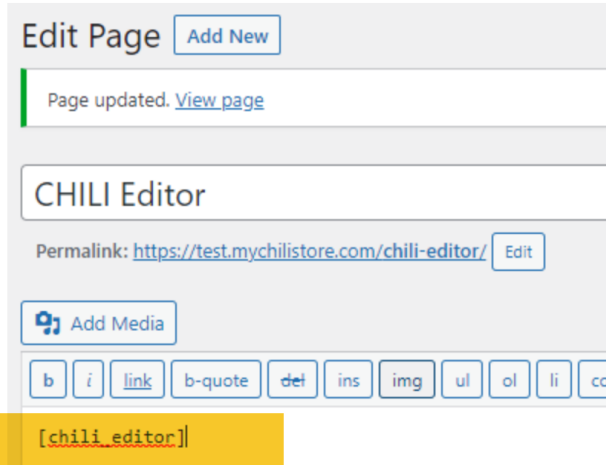 Edit Page Add New
Page updated. View page
CHILI Editor
Permalink: https://test.mychilistore.com/chili-editor/ Edit
Add Media
b i link b-quote del ins img ul ol li
[chili_editor]